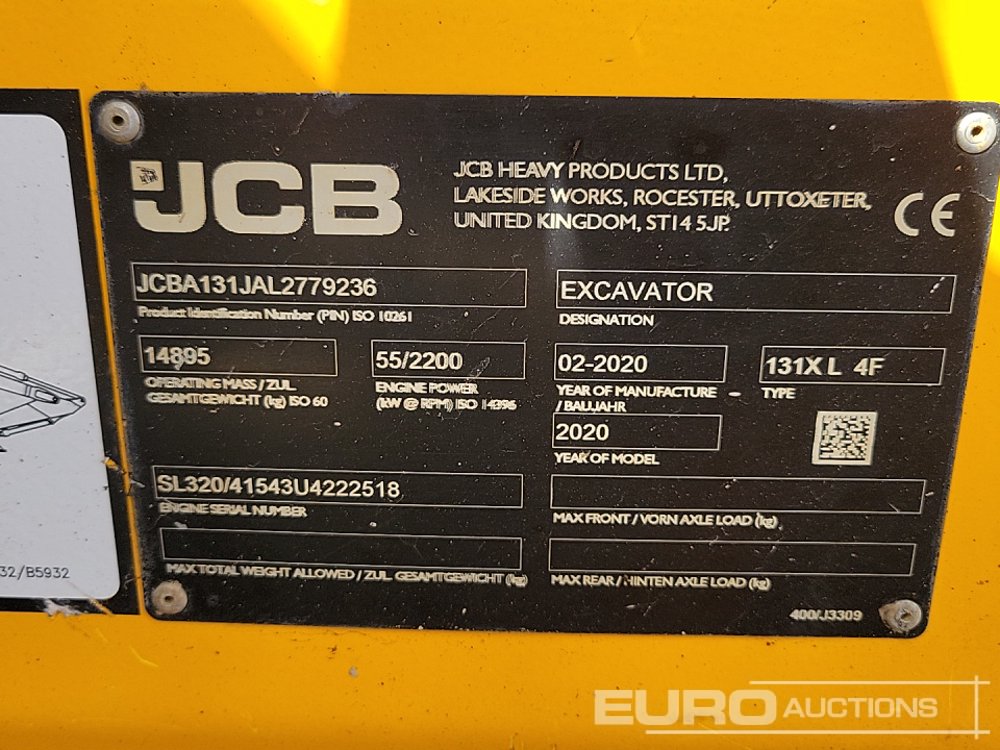 JCB
JCB HEAVY PRODUCTS LTD,
LAKESIDE WORKS, ROCESTER, UTTOXETER,
UNITED KINGDOM, ST14 5JP.
CE
JCBA131JAL2779236
Product Identification Number (PIN) ISO 10261
EXCAVATOR
DESIGNATION
14895
OPERATING MASS / ZUL
GESAMTGEWICHT (kg) ISO 60
55/2200
ENGINE POWER
(kW @ RPM) ISO 14396
02-2020
YEAR OF MANUFACTURE
/ BAUJAHR
131X L 4F
TYPE
2020
YEAR OF MODEL
SL320/41543U4222518
ENGINE SERIAL NUMBER
MAX FRONT / VORN AXLE LOAD (kg)
MAX TOTAL WEIGHT ALLOWED / ZUL GESAMTGEWICHT (kg)
MAX REAR / HINTEN AXLE LOAD (kg)
400/J3309
32/B5932
EURO AUCTIONS